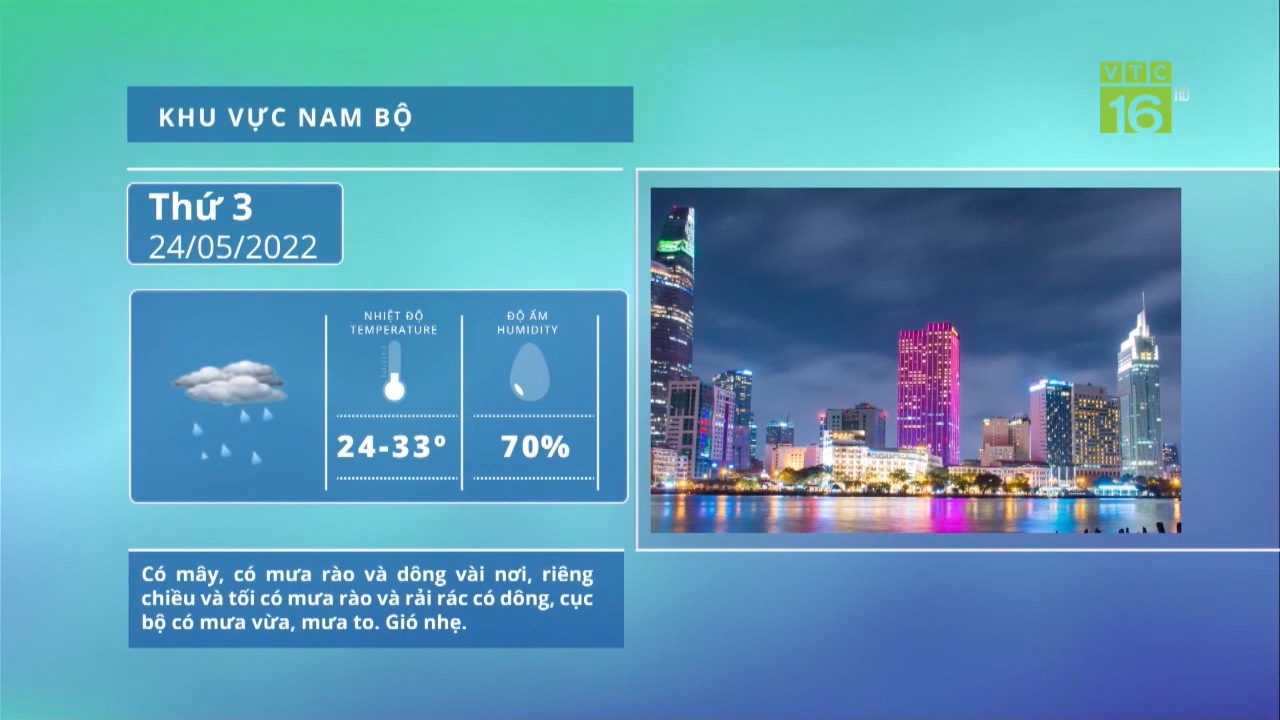 KHU VỰC NAM BỘ
VTC
16 HD
Thứ 3
24/05/2022
NHIỆT ĐỘ
TEMPERATURE
24-33º
ĐỘ ẨM
HUMIDITY
70%
Có mây, có mưa rào và dông vài nơi, riêng
chiều và tối có mưa rào và rải rác có dông, cục
bộ có mưa vừa, mưa to. Gió nhẹ.